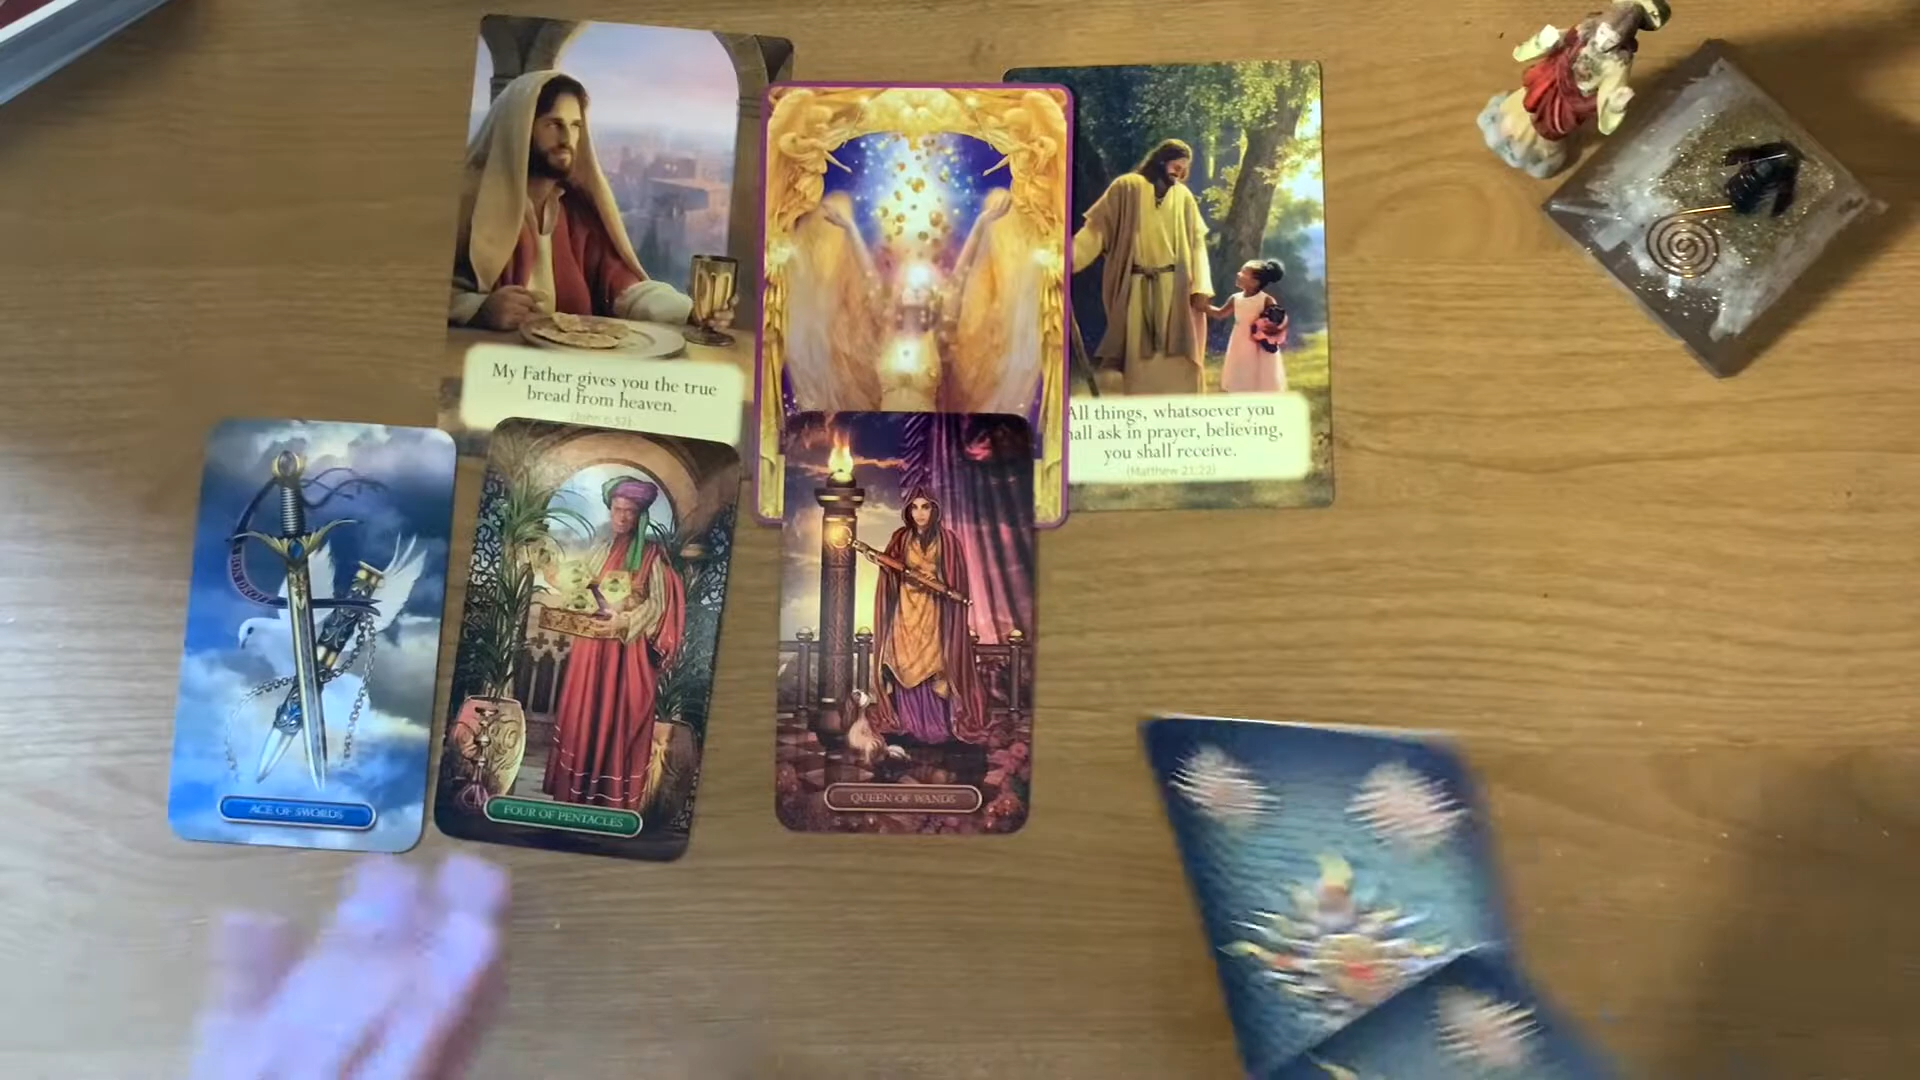 My Father gives you the true
bread from heaven.
All things, whatsoever you
hall ask in prayer, believing,
you shall receive.
(Matthew 21:22)
ACE OF SWORDS
FOUR OF PENTACLES
QUEEN OF WANDS